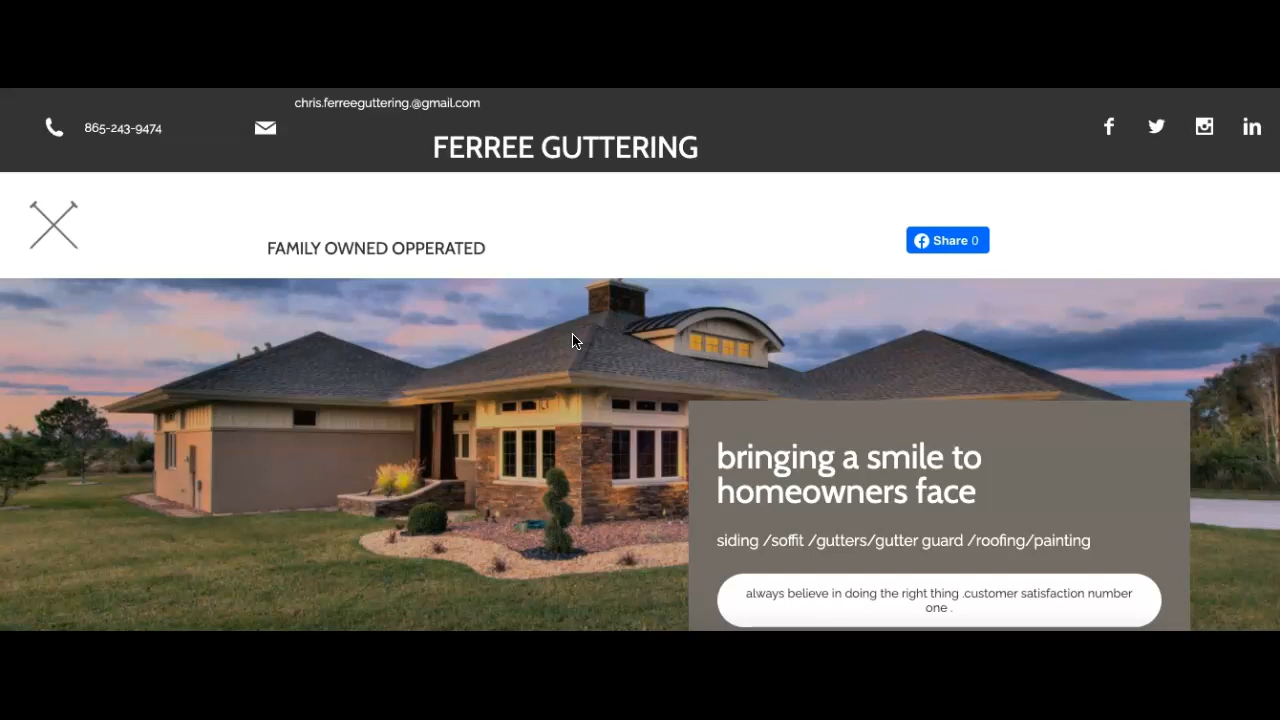 chris.ferreeguttering.@gmail.com
865-243-9474
FERREE GUTTERING
FAMILY OWNED OPPERATED
Share 0
bringing a smile to
homeowners face
siding /soffit /gutters/gutter guard /roofing/painting
always believe in doing the right thing .customer satisfaction number
one .